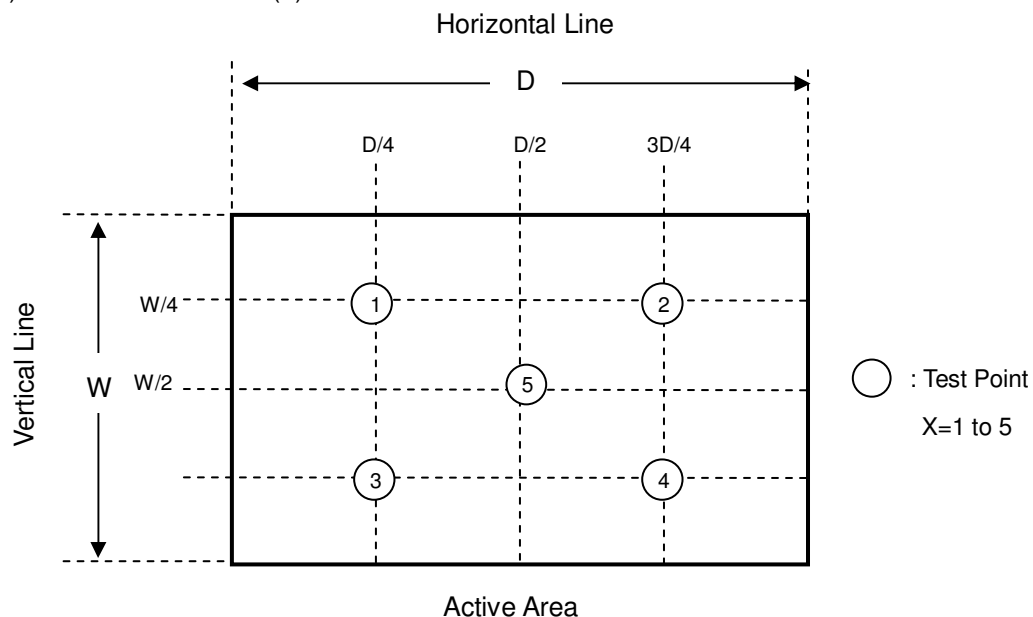 Horizontal Line
D
D/4 D/2 3D/4
W/4
1 2
Vertical Line
W
W/2
5
: Test Point
X=1 to 5
3 4
Active Area